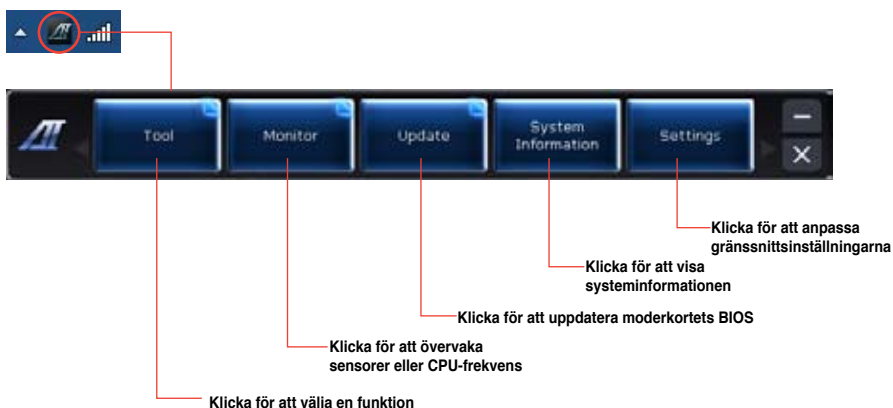 Tool
Monitor
Update
System
Information
Settings
Klicka för att anpassa
gränssnittsinställningarna
Klicka för att visa
systeminformationen
Klicka för att uppdatera moderkortets BIOS
Klicka för att övervaka
sensorer eller CPU-frekvens
Klicka för att välja en funktion